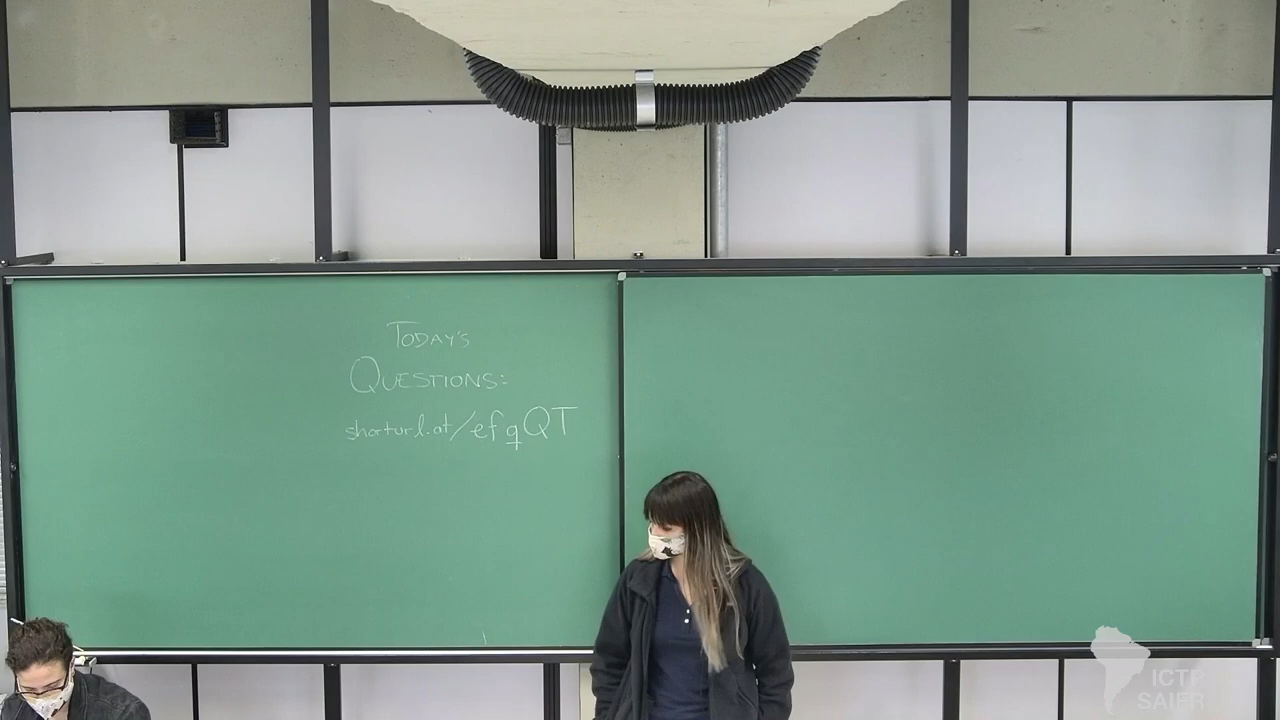 TODAY'S
QUESTIONS:
shorturl.at/efqQT
ICTP
SAIFR